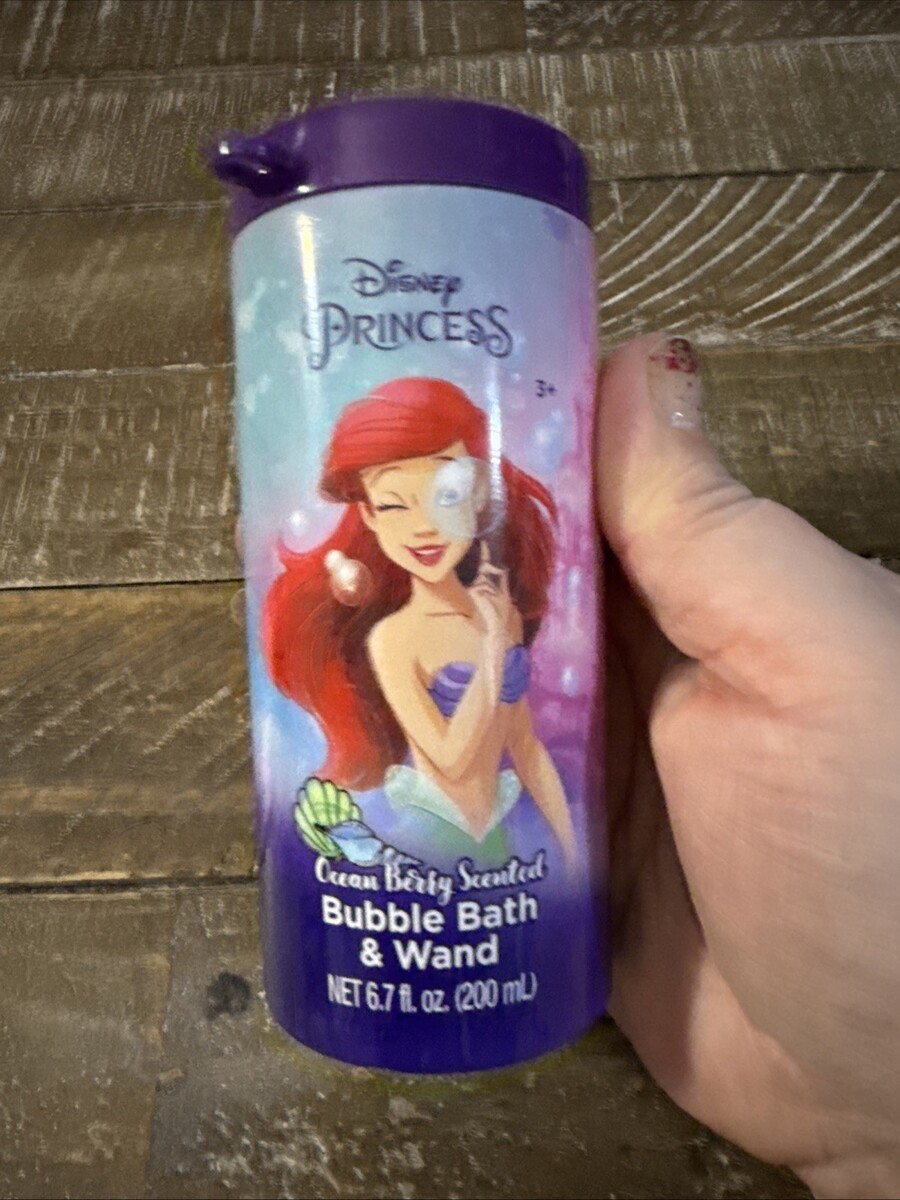 Disney
PRINCESS
3+
Ocean Berry Scented
Bubble Bath
& Wand
NET 6.7 fl. oz. (200 mL)